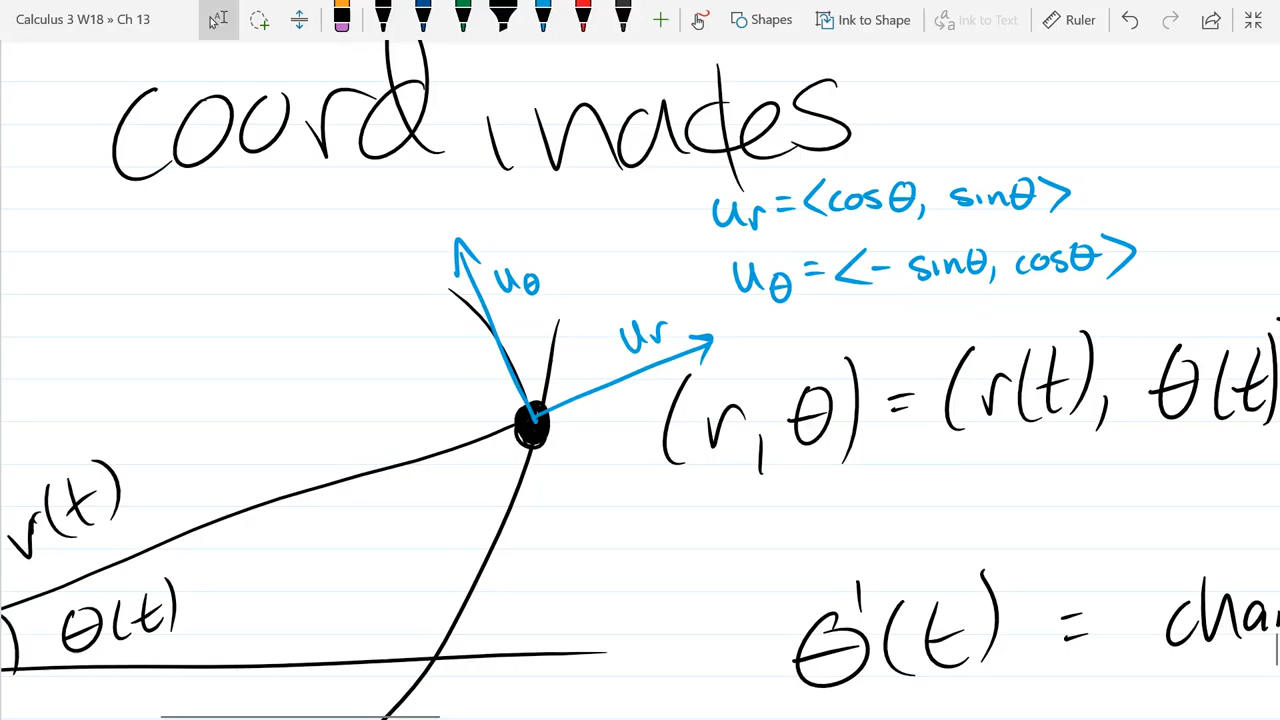 Calculus 3 W18 » Ch 13
Shapes
Ink to Shape
Ink to Text
Ruler
coordinates
ur = <cosθ, sinθ>
uθ = <- sinθ, cosθ>
uθ
ur
(r, θ) = (r(t), θ(t)
r(t)
θ(t)
θ'(t) = cha